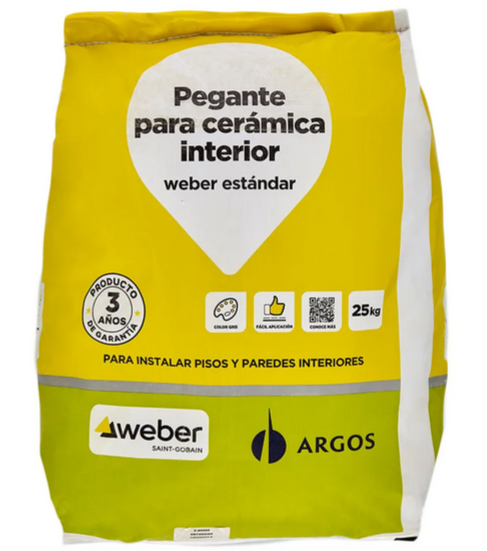 Pegante
para cerámica
interior
weber estándar
PRODUCTO
3
AÑOS
DE GARANTÍA
COLOR GRIS
FÁCIL APLICACIÓN
CONOCE MÁS
25kg
PARA INSTALAR PISOS Y PAREDES INTERIORES
weber
SAINT-GOBAIN
ARGOS